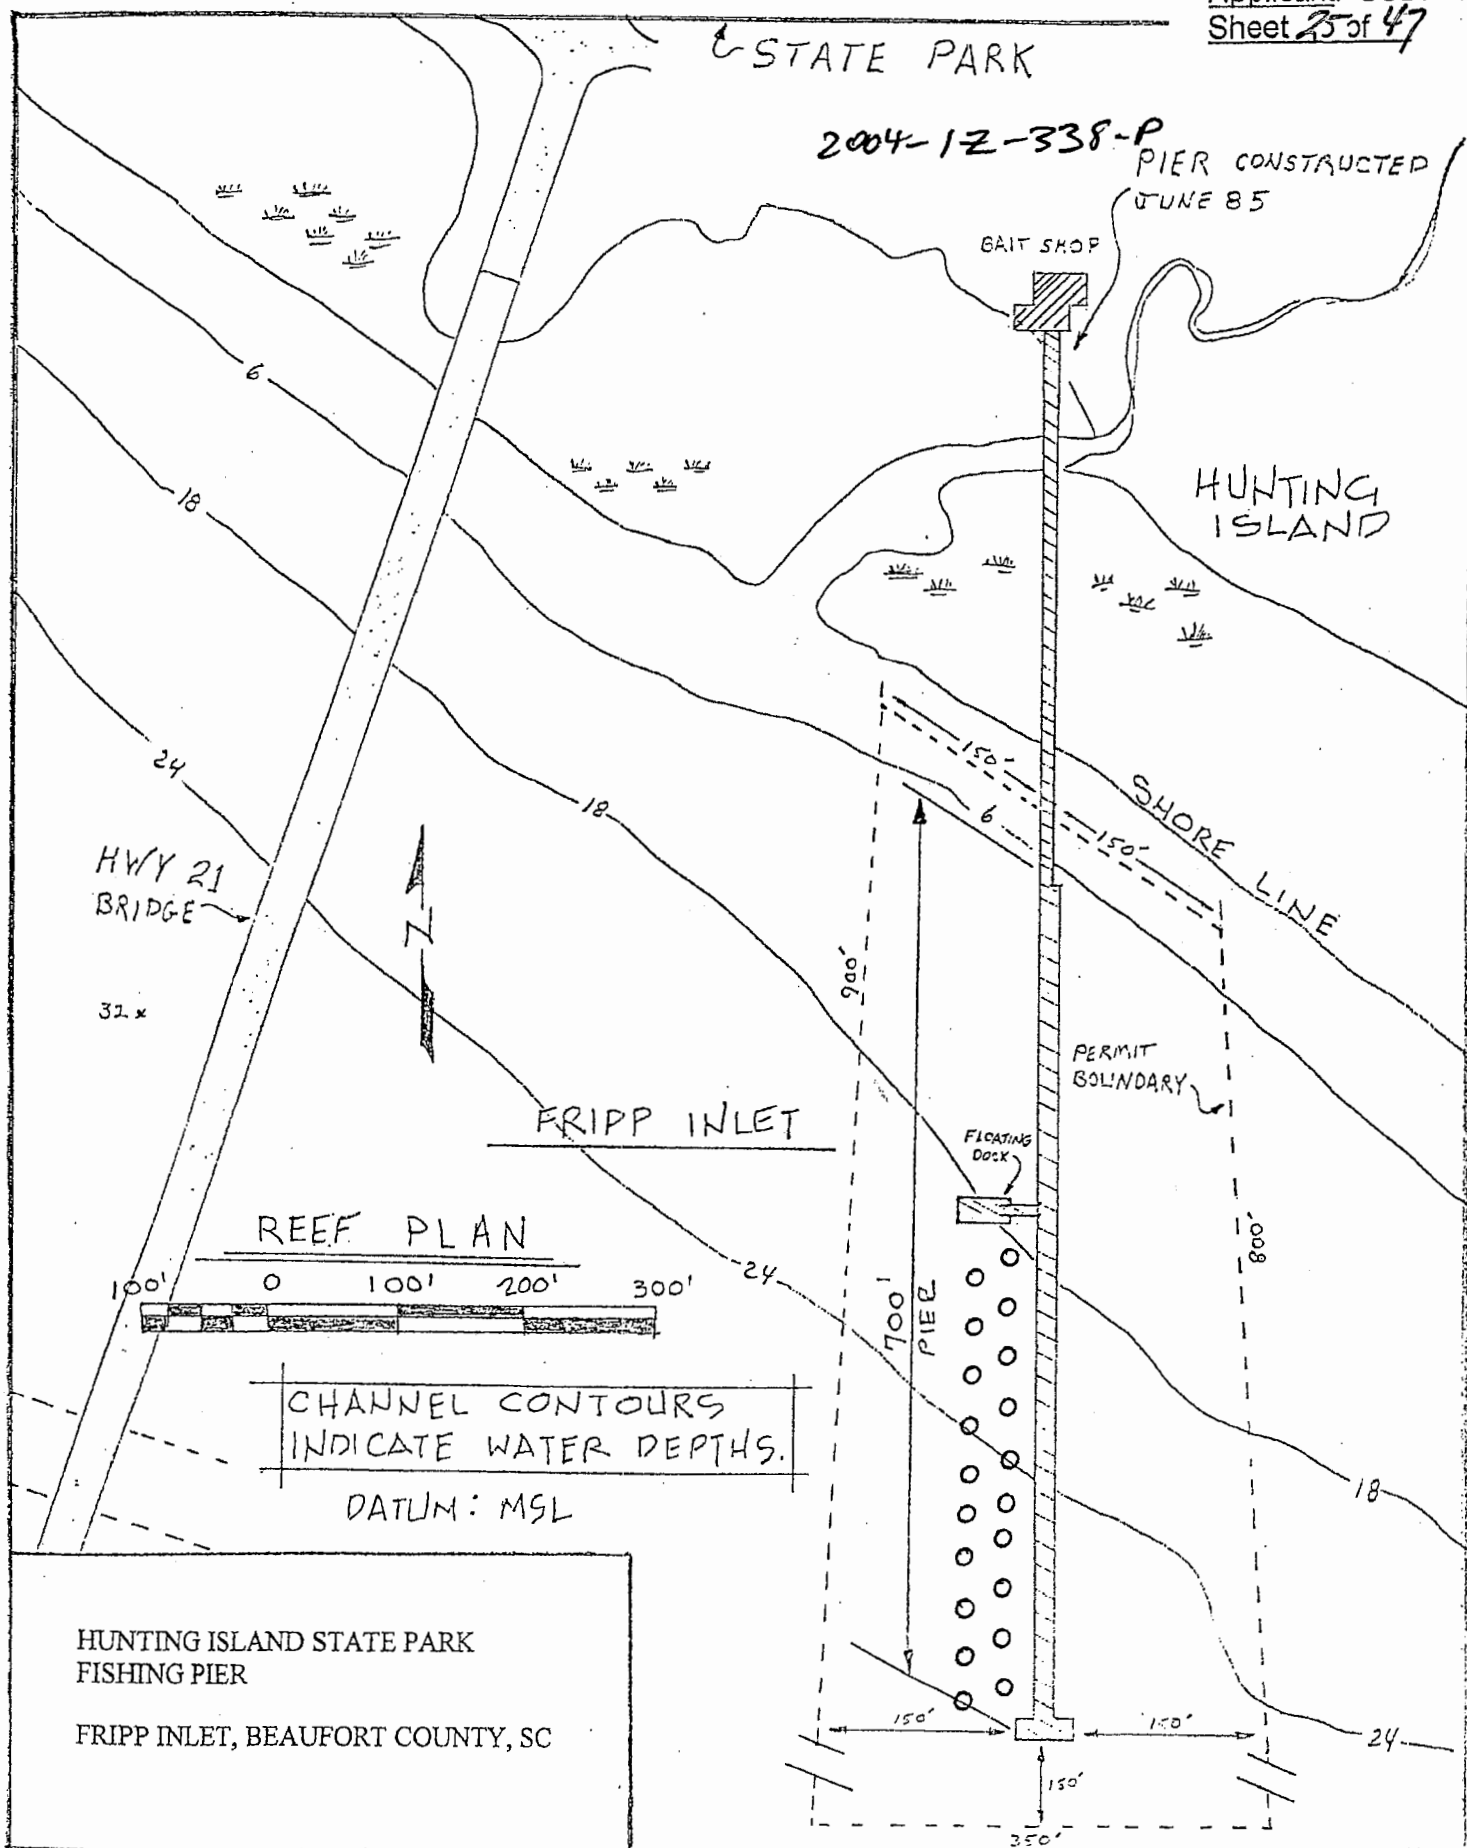 Sheet 25 of 47
STATE PARK
2004-1Z-338-P
PIER CONSTRUCTED
JUNE 85
BAIT SHOP
6
18
HUNTING
ISLAND
24
18
150'
6
150'
SHORE LINE
HWY 21
BRIDGE
N
900'
32 x
PERMIT
BOUNDARY
FRIPP INLET
FLOATING
DOCK
800'
REEF PLAN
100' 0 100' 200' 300'
24
700'
PIER
CHANNEL CONTOURS
INDICATE WATER DEPTHS.
DATUM: MSL
18
HUNTING ISLAND STATE PARK
FISHING PIER
FRIPP INLET, BEAUFORT COUNTY, SC
150'
150'
24
150'
350'